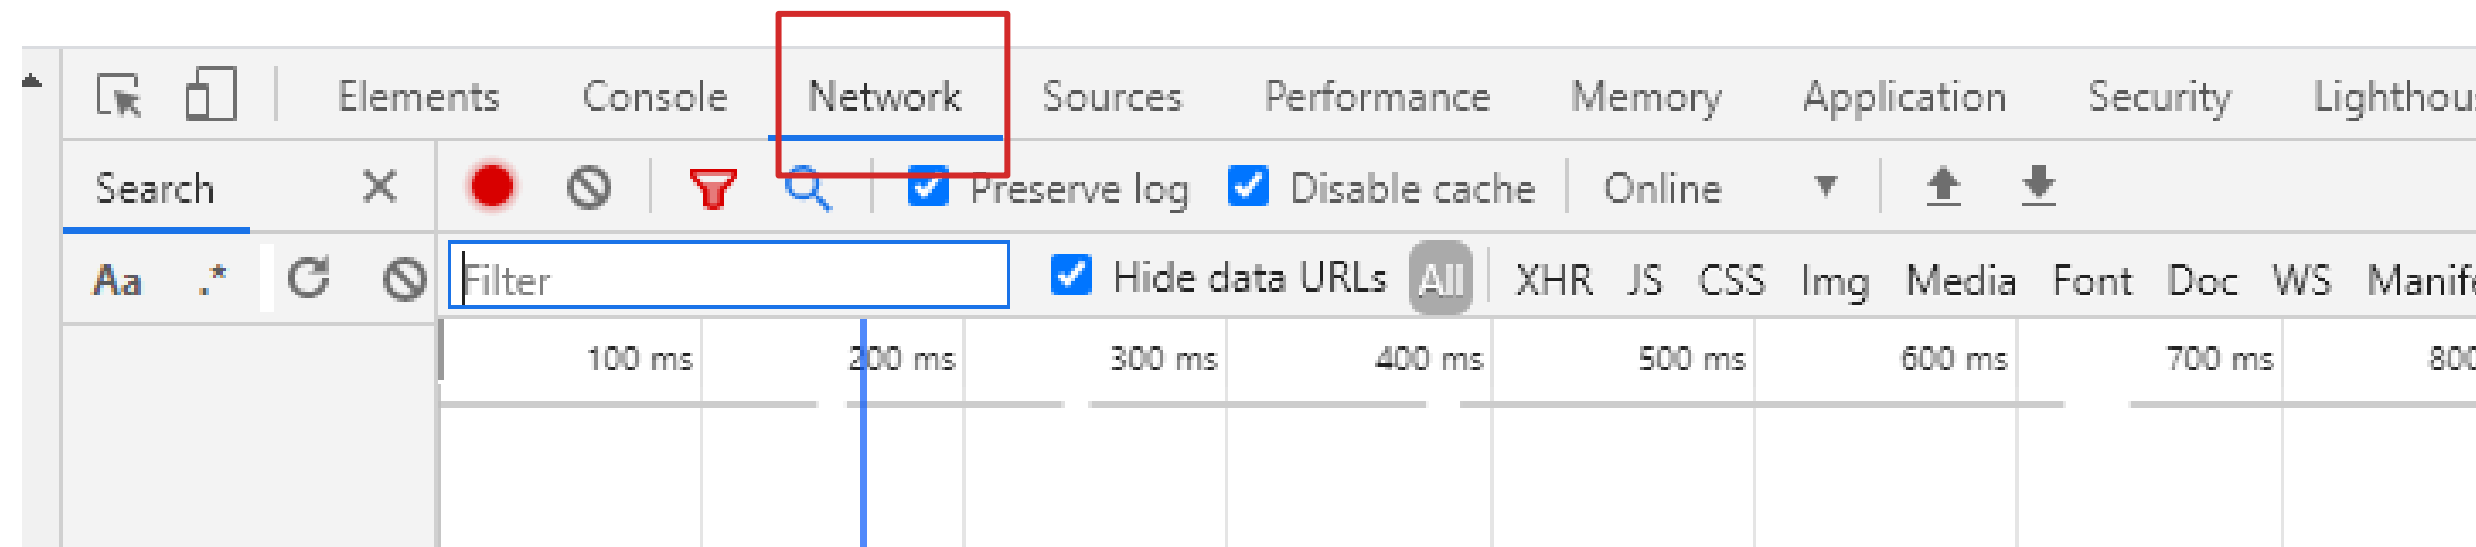 Elements Console Network Sources Performance Memory Application Security
Search Preserve log Disable cache Online
Aa .* Filter Hide data URLs All XHR JS CSS Img Media Font Doc WS
100 ms 200 ms 300 ms 400 ms 500 ms 600 ms 700 ms 800